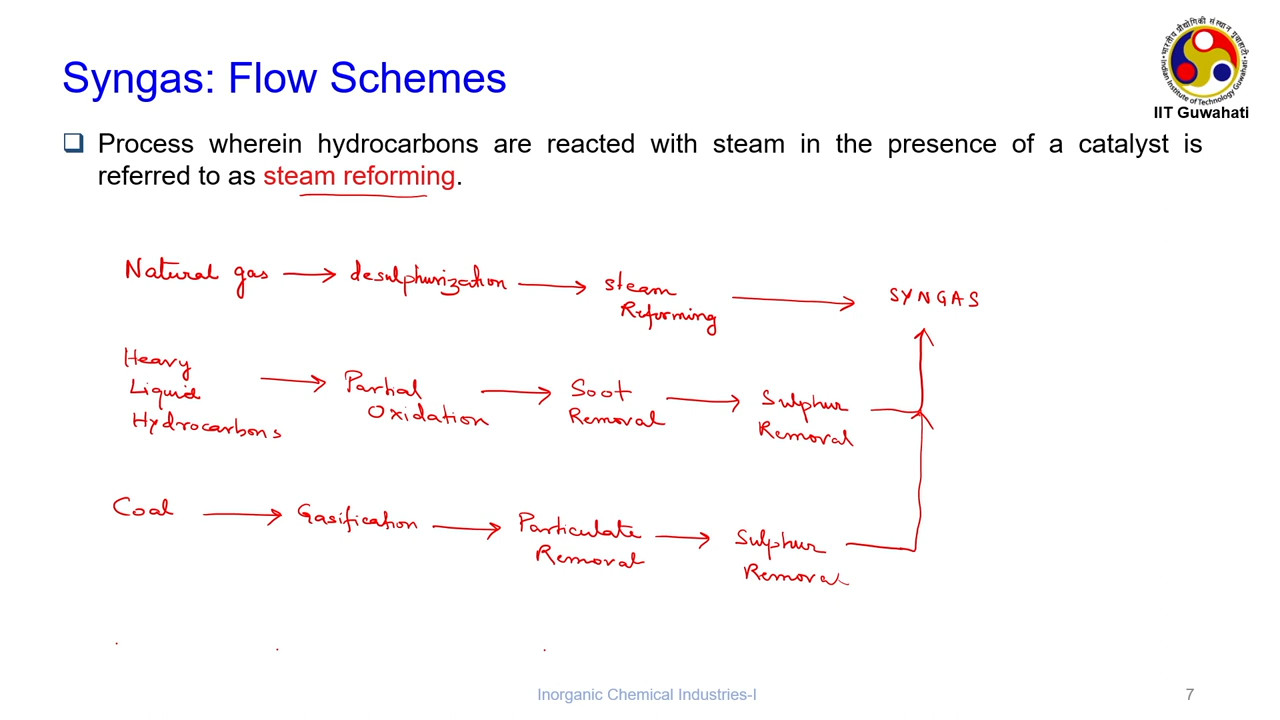 Syngas: Flow Schemes
IIT Guwahati
❑ Process wherein hydrocarbons are reacted with steam in the presence of a catalyst is
referred to as steam reforming.
Natural gas → desulphurization → steam
Reforming → SYNGAS
Heavy
Liquid
Hydrocarbons → Partial
Oxidation → Soot
Removal → Sulphur
Removal
Coal → Gasification → Particulate
Removal → Sulphur
Removal
Inorganic Chemical Industries-I
7